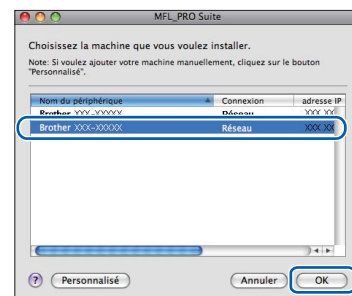 MFL_PRO Suite
Choisissez la machine que vous voulez installer.
Note: Si voulez ajouter votre machine manuellement, cliquez sur le bouton
"Personnalisé".
Nom du périphérique Connexion adresse IP
Brother XXX-XXXXX Réseau XXX XX
Brother XXX-XXXXX Réseau XXX XX
? Personnalisé Annuler OK